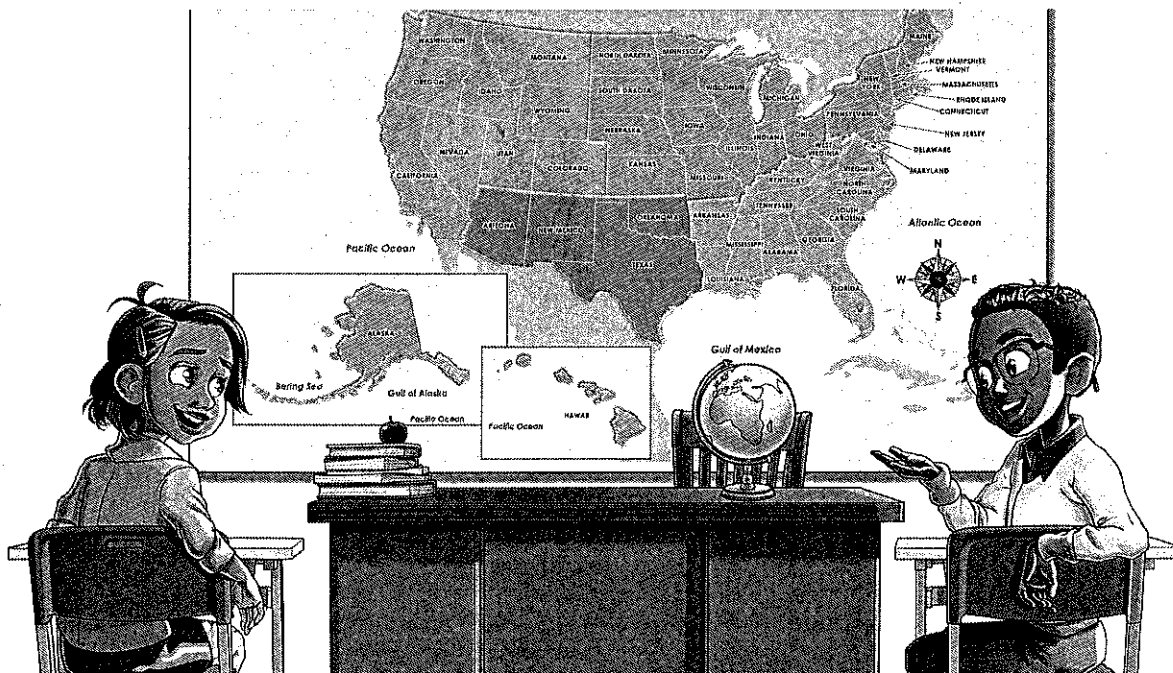 WASHINGTON
MONTANA
NORTH DAKOTA
MINNESOTA
MAINE
OREGON
IDAHO
SOUTH DAKOTA
WISCONSIN
MICHIGAN
NEW
YORK
NEW HAMPSHIRE
VERMONT
MASSACHUSETTS
RHODE ISLAND
CONNECTICUT
WYOMING
NEBRASKA
IOWA
PENNSYLVANIA
NEW JERSEY
NEVADA
UTAH
COLORADO
KANSAS
ILLINOIS
INDIANA
OHIO
WEST
VIRGINIA
DELAWARE
MARYLAND
CALIFORNIA
MISSOURI
KENTUCKY
VIRGINIA
NORTH
CAROLINA
TENNESSEE
ARIZONA
NEW MEXICO
OKLAHOMA
ARKANSAS
SOUTH
CAROLINA
MISSISSIPPI
ALABAMA
GEORGIA
TEXAS
LOUISIANA
FLORIDA
Pacific Ocean
Atlantic Ocean
N
W
E
S
Gulf of Mexico
ALASKA
Bering Sea
Gulf of Alaska
Pacific Ocean
HAWAII
Pacific Ocean